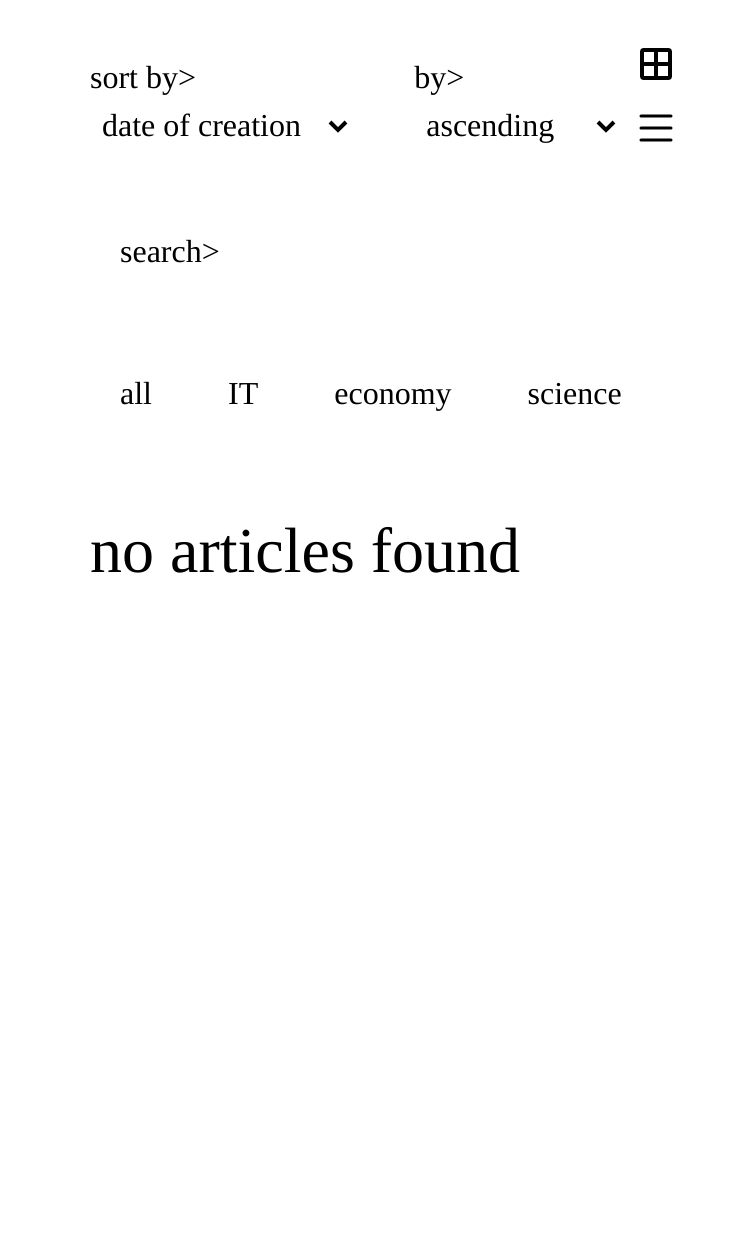 sort by> by>
date of creation ascending
search>
all IT economy science
no articles found